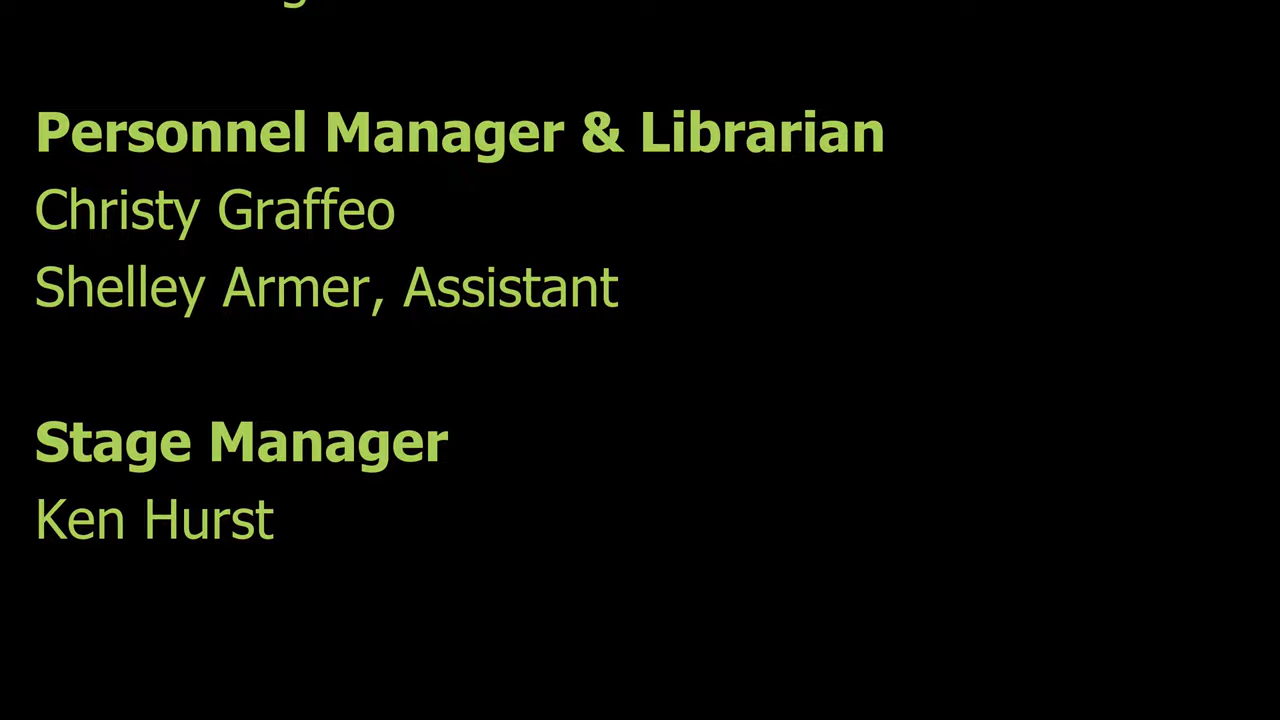 Personnel Manager & Librarian
Christy Graffeo
Shelley Armer, Assistant
Stage Manager
Ken Hurst